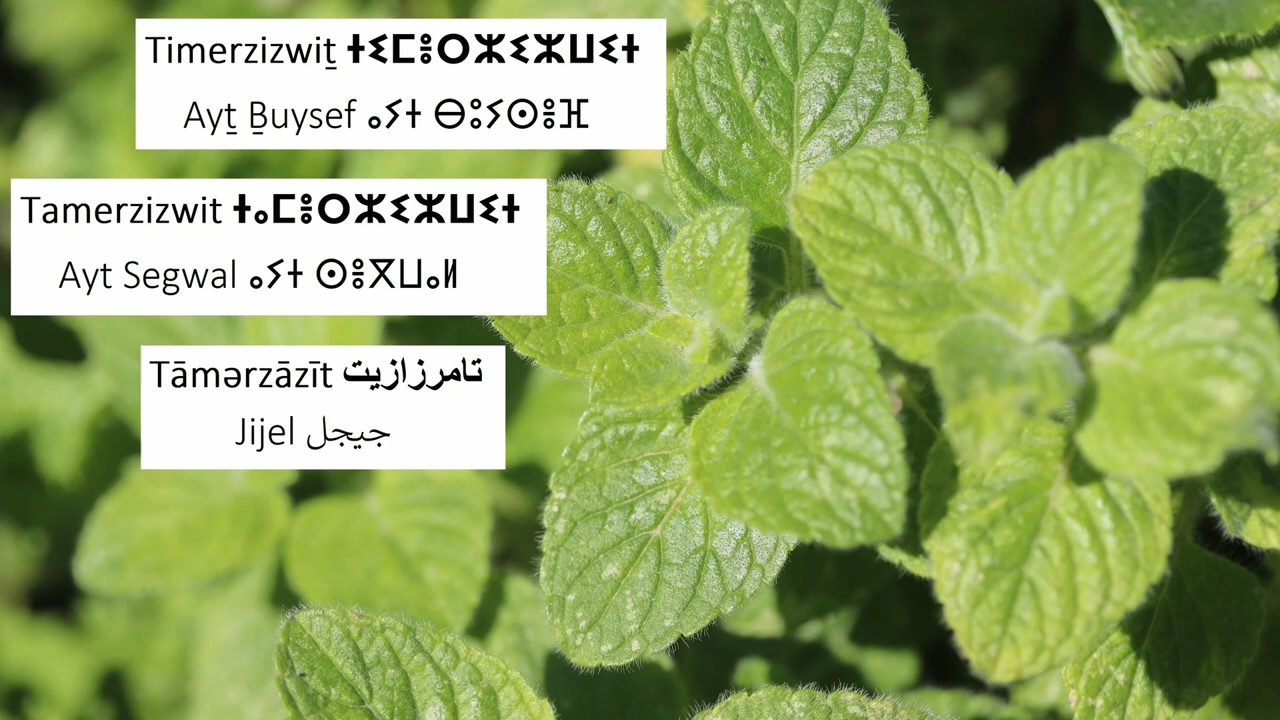 Timerzizwiṯ ⵜⵉⵎⴻⵔⵣⵉⵣⵡⵉⵜ
Ayṯ Ḇuysef ⴰⵢⵜ ⴱⵓⵢⵙⴻⴼ
Tamerzizwit ⵜⴰⵎⴻⵔⵣⵉⵣⵡⵉⵜ
Ayt Segwal ⴰⵢⵜ ⵙⴻⴳⵡⴰⵍ
Tāmərzāzīt تامرزازيت
Jijel جيجل